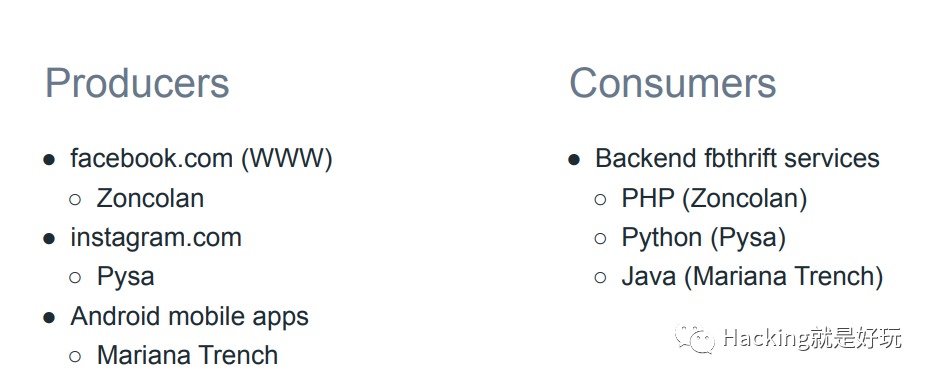 Producers
● facebook.com (WWW)
○ Zoncolan
● instagram.com
○ Pysa
● Android mobile apps
○ Mariana Trench
Consumers
● Backend fbthrift services
○ PHP (Zoncolan)
○ Python (Pysa)
○ Java (Mariana Trench)
Hacking就是好玩